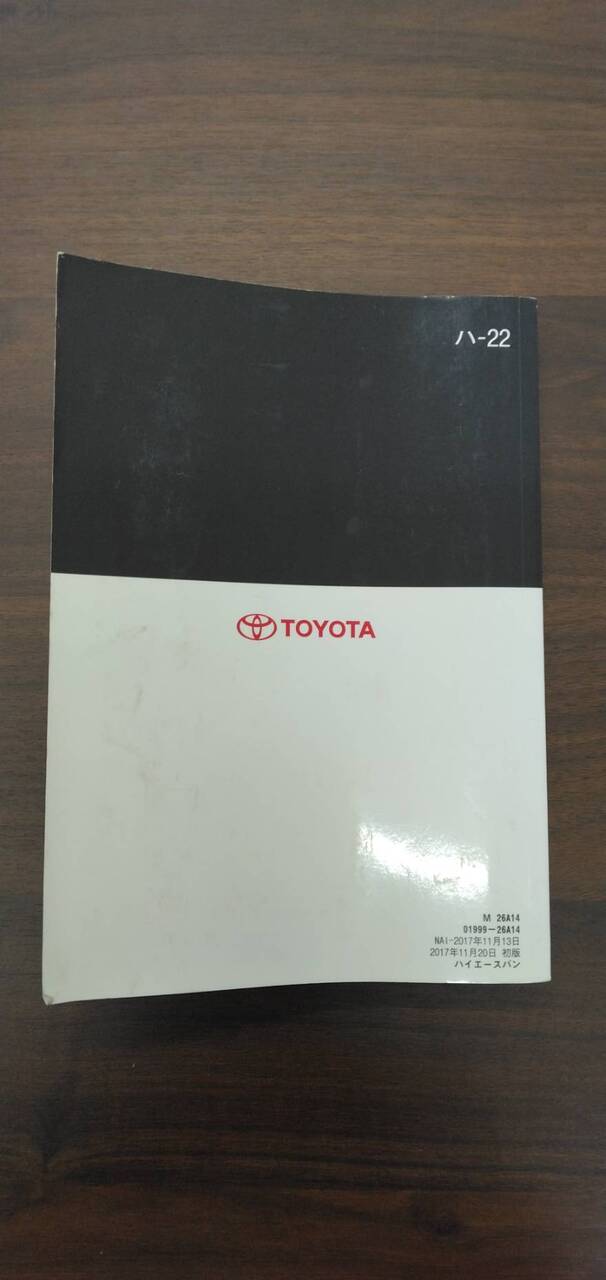 ハ-22
TOYOTA
M 26A14
01999-26A14
NAI-2017年11月13日
2017年11月20日 初版
ハイエースバン